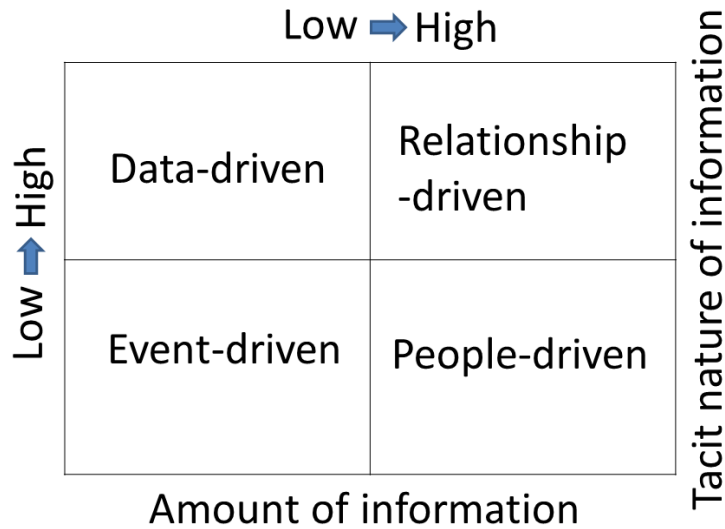 Low High
Data-driven
Relationship
-driven
Low High
Event-driven
People-driven
Amount of information
Tacit nature of information